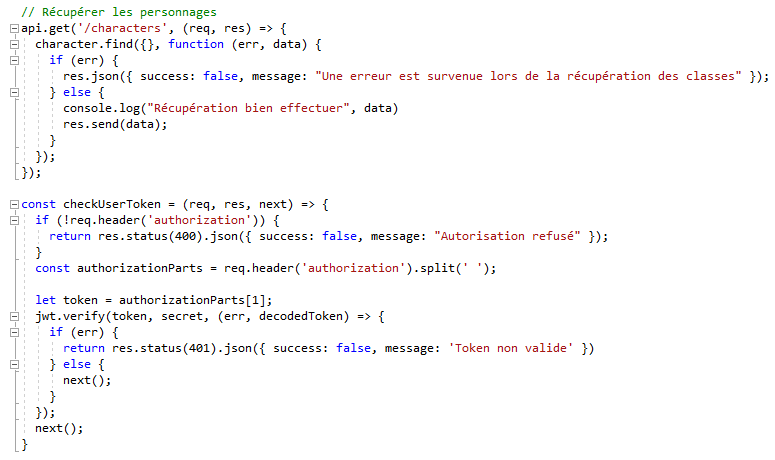 // Récupérer les personnages
api.get('/characters', (req, res) => {
  character.find({}, function (err, data) {
    if (err) {
      res.json({ success: false, message: "Une erreur est survenue lors de la récupération des classes" });
    } else {
      console.log("Récupération bien effectuer", data)
      res.send(data);
    }
  });
});

const checkUserToken = (req, res, next) => {
  if (!req.header('authorization')) {
    return res.status(400).json({ success: false, message: "Autorisation refusé" });
  }
  const authorizationParts = req.header('authorization').split(' ');

  let token = authorizationParts[1];
  jwt.verify(token, secret, (err, decodedToken) => {
    if (err) {
      return res.status(401).json({ success: false, message: 'Token non valide' })
    } else {
      next();
    }
  });
  next();
}